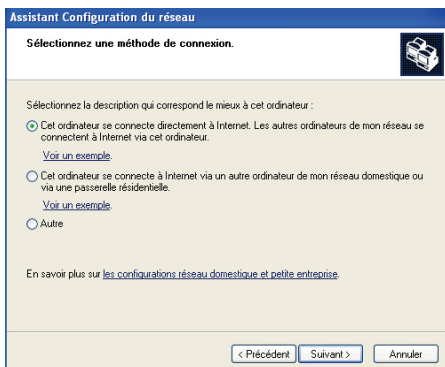 Assistant Configuration du réseau
Sélectionnez une méthode de connexion.
Sélectionnez la description qui correspond le mieux à cet ordinateur :
Cet ordinateur se connecte directement à Internet. Les autres ordinateurs de mon réseau se
connectent à Internet via cet ordinateur.
Voir un exemple.
Cet ordinateur se connecte à Internet via un autre ordinateur de mon réseau domestique ou
via une passerelle résidentielle.
Voir un exemple.
Autre
En savoir plus sur les configurations réseau domestique et petite entreprise.
< Précédent Suivant > Annuler